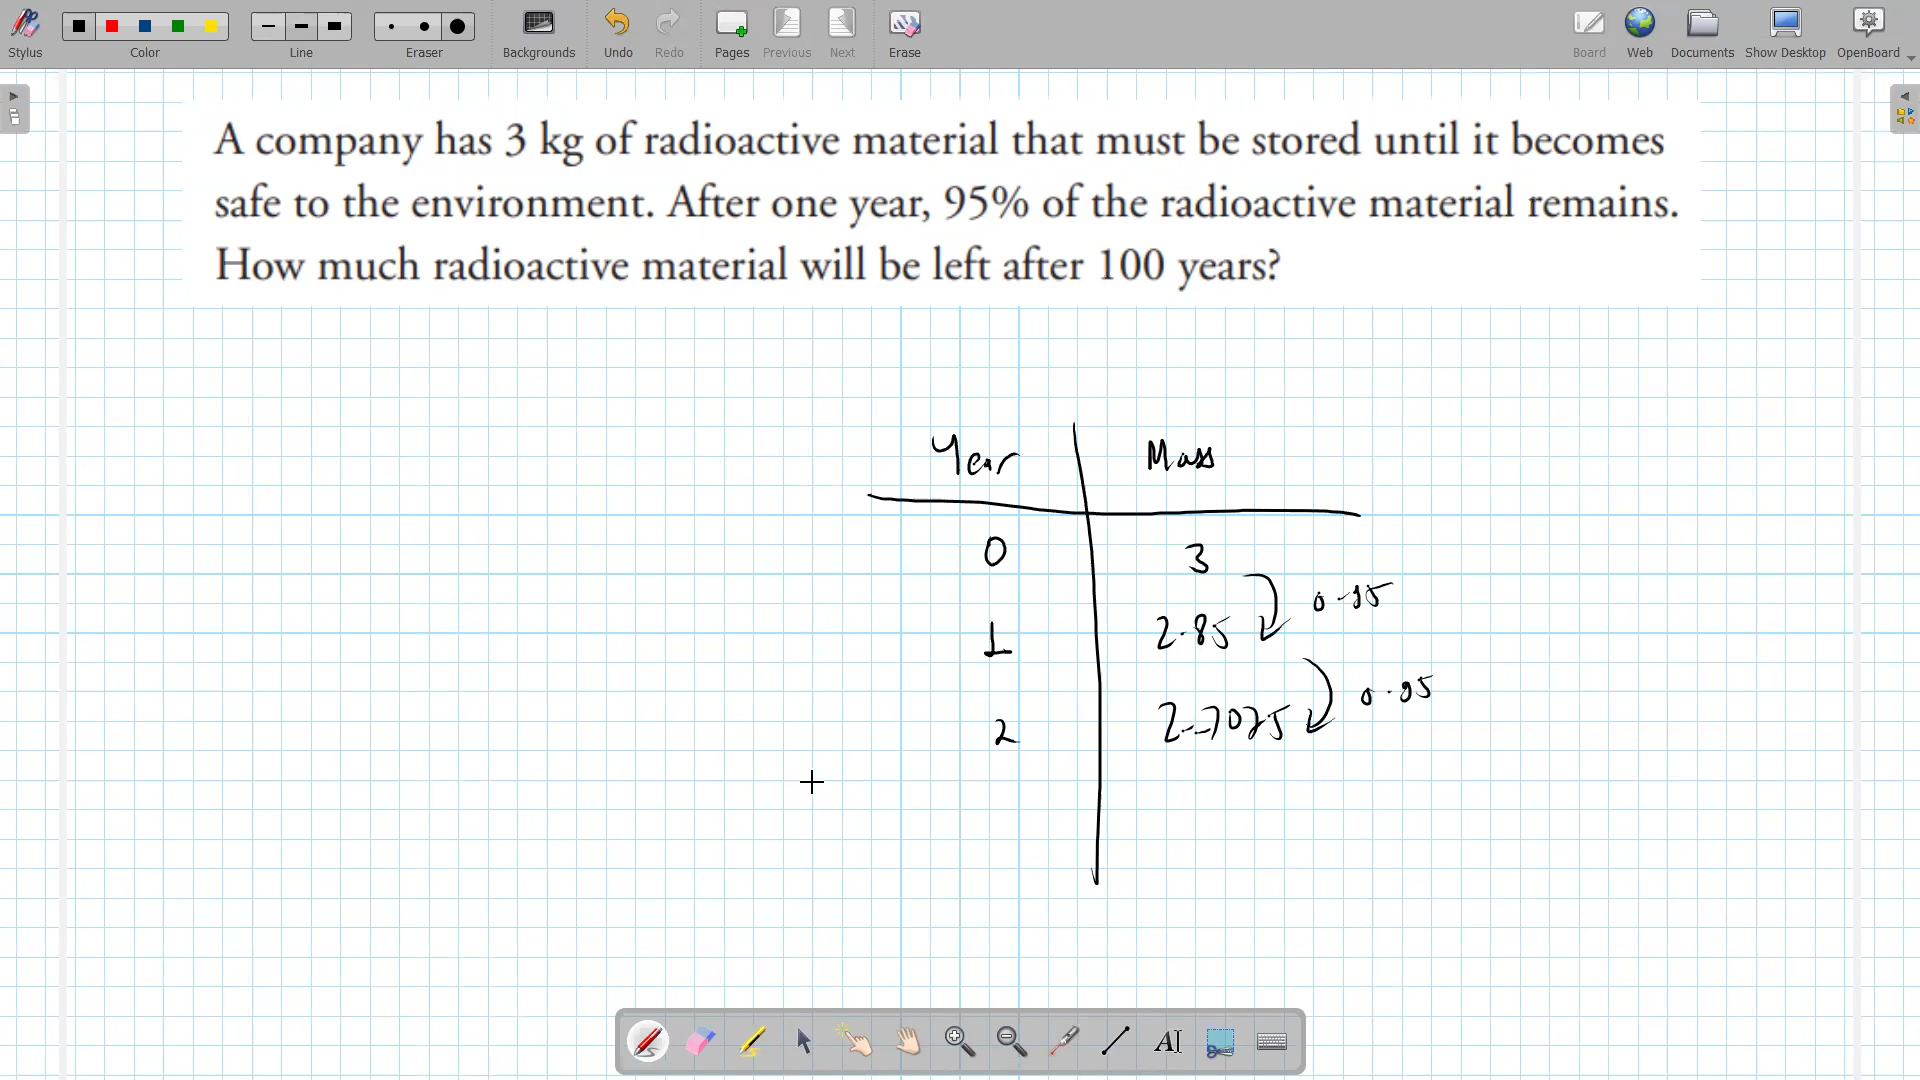 Stylus Color Line Eraser Backgrounds Undo Redo Pages Previous Next Erase Board Web Documents Show Desktop OpenBoard
A company has 3 kg of radioactive material that must be stored until it becomes
safe to the environment. After one year, 95% of the radioactive material remains.
How much radioactive material will be left after 100 years?
Year Mass
0 3
0.95
1 2.85
0.95
2 2.7025
AI